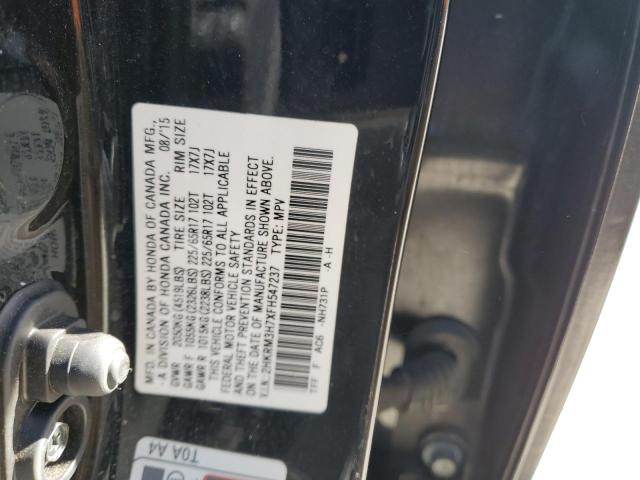 MFD. IN CANADA BY HONDA OF CANADA MFG.,
-A DIVISION OF HONDA CANADA INC. 08/'15
GVWR 2050KG(4519LBS) TIRE SIZE RIM SIZE
GAWR F 1055KG(2326LBS) 225/65R17 102T 17X7J
GAWR R 1015KG(2238LBS) 225/65R17 102T 17X7J
THIS VEHICLE CONFORMS TO ALL APPLICABLE
FEDERAL MOTOR VEHICLE SAFETY
AND THEFT PREVENTION STANDARDS IN EFFECT
ON THE DATE OF MANUFACTURE SHOWN ABOVE.
V.I.N.:2HKRM3H7XFH547237 TYPE: MPV
TFF F AC6 -NH731P -A -H
T0A A4